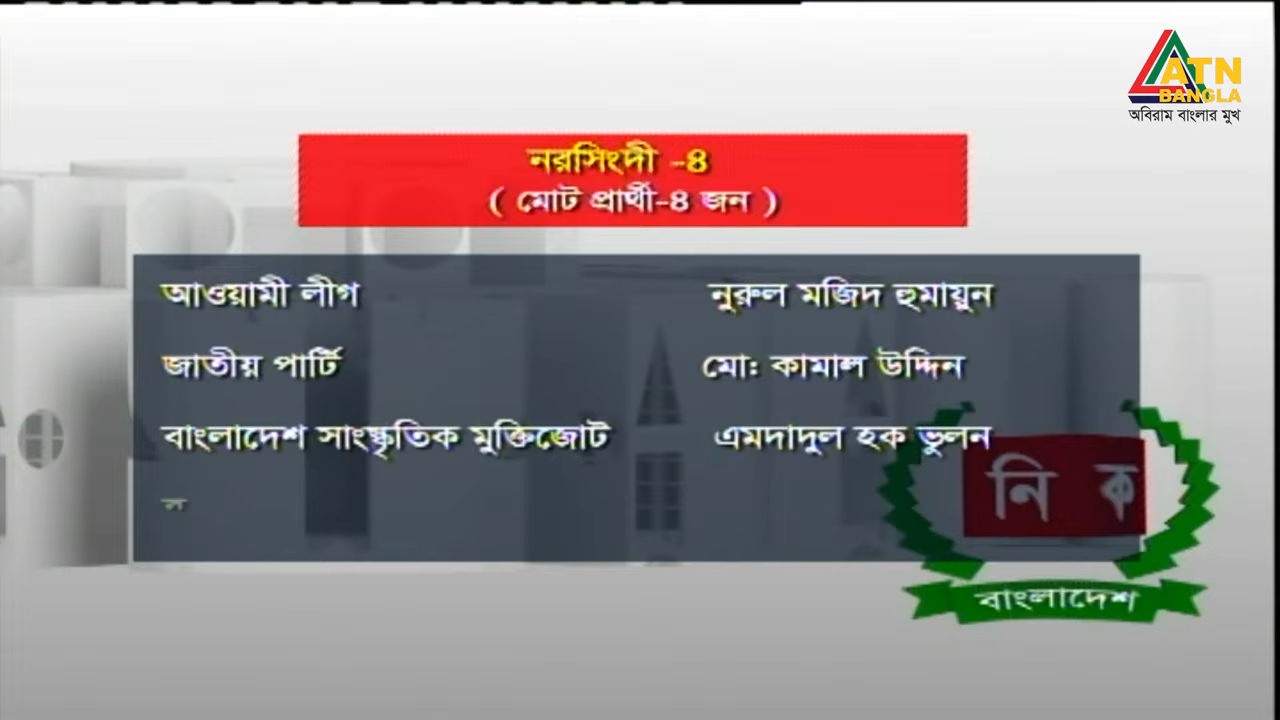 ATN
BANGLA
অবিরাম বাংলার মুখ
নরসিংদী -৪
( মোট প্রার্থী-৪ জন )
আওয়ামী লীগ নুরুল মজিদ হুমায়ুন
জাতীয় পার্টি মো: কামাল উদ্দিন
বাংলাদেশ সাংস্কৃতিক মুক্তিজোট এমদাদুল হক ভুলন
নি ক
বাংলাদেশ